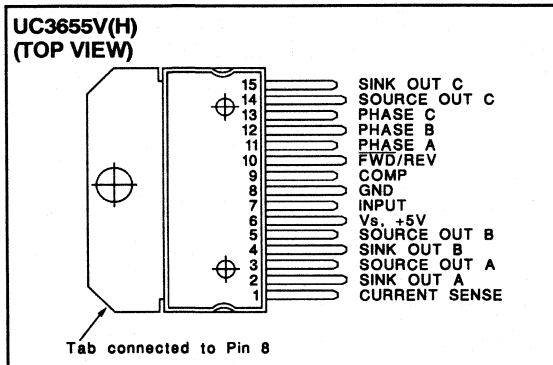 UC3655V(H)
(TOP VIEW)
15 SINK OUT C
14 SOURCE OUT C
13 PHASE C
12 PHASE B
11 PHASE A
10 FWD/REV
9 COMP
8 GND
7 INPUT
6 Vs, +5V
5 SOURCE OUT B
4 SINK OUT B
3 SOURCE OUT A
2 SINK OUT A
1 CURRENT SENSE
Tab connected to Pin 8